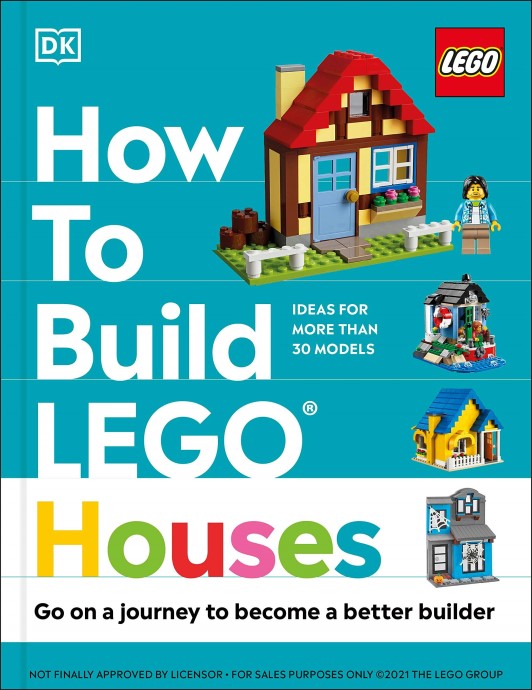 DK
LEGO
How
To
Build
IDEAS FOR
MORE THAN
30 MODELS
LEGO®
Houses
Go on a journey to become a better builder
NOT FINALLY APPROVED BY LICENSOR • FOR SALES PURPOSES ONLY ©2021 THE LEGO GROUP